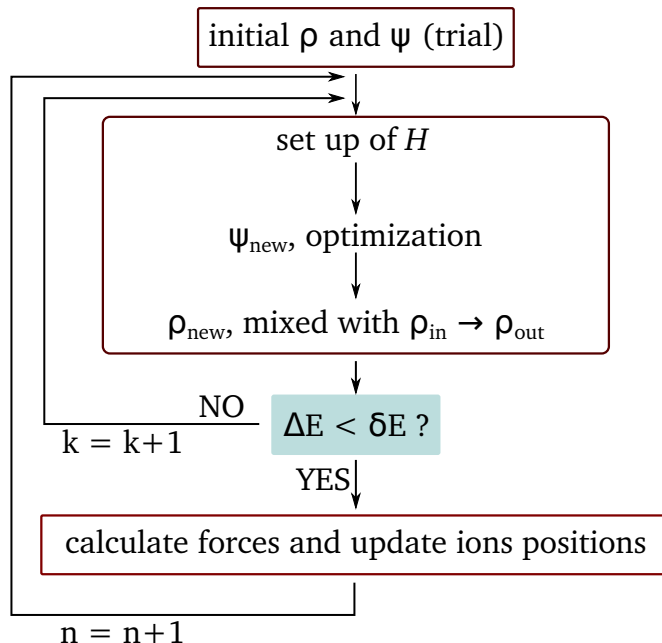 initial ρ and ψ (trial)
set up of H
ψnew, optimization
ρnew, mixed with ρin → ρout
NO
ΔE < δE ?
k = k+1
YES
calculate forces and update ions positions
n = n+1